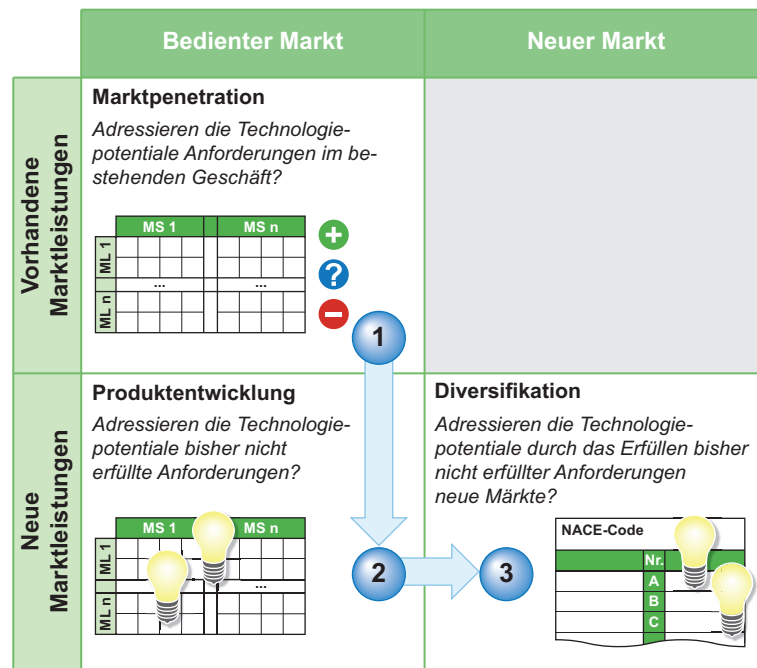 Bedienter Markt
Neuer Markt
Vorhandene
Marktleistungen
Marktpenetration
Adressieren die Technologie-
potentiale Anforderungen im be-
stehenden Geschäft?
MS 1
MS n
ML 1
...
...
ML n
+
?
−
1
Neue
Marktleistungen
Produktentwicklung
Adressieren die Technologie-
potentiale bisher nicht
erfüllte Anforderungen?
MS 1
MS n
ML 1
...
ML n
2
3
Diversifikation
Adressieren die Technologie-
potentiale durch das Erfüllen bisher
nicht erfüllter Anforderungen
neue Märkte?
NACE-Code
Nr.
A
B
C